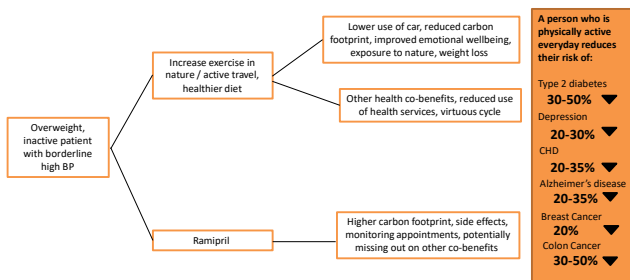 Overweight,
inactive patient
with borderline
high BP
Increase exercise in
nature / active travel,
healthier diet
Lower use of car, reduced carbon
footprint, improved emotional wellbeing,
exposure to nature, weight loss
Other health co-benefits, reduced use
of health services, virtuous cycle
Ramipril
Higher carbon footprint, side effects,
monitoring appointments, potentially
missing out on other co-benefits
A person who is
physically active
everyday reduces
their risk of:
Type 2 diabetes
30-50%
Depression
20-30%
CHD
20-35%
Alzheimer's disease
20-35%
Breast Cancer
20%
Colon Cancer
30-50%